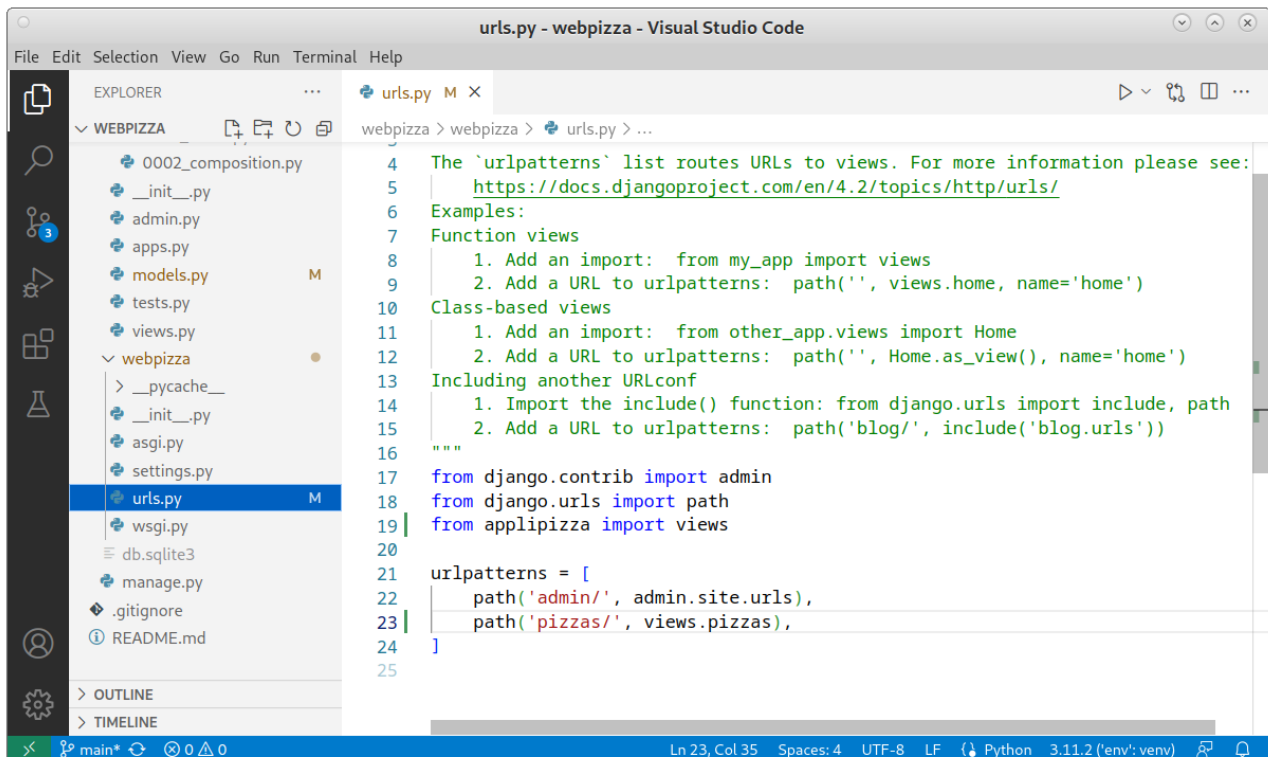 urls.py - webpizza - Visual Studio Code
File Edit Selection View Go Run Terminal Help
EXPLORER
WEBPIZZA
0002_composition.py
__init__.py
admin.py
apps.py
models.py M
tests.py
views.py
webpizza
__pycache__
__init__.py
asgi.py
settings.py
urls.py M
wsgi.py
db.sqlite3
manage.py
.gitignore
README.md
OUTLINE
TIMELINE
3
urls.py M
webpizza > webpizza > urls.py > ...
4 The `urlpatterns` list routes URLs to views. For more information please see:
5     https://docs.djangoproject.com/en/4.2/topics/http/urls/
6 Examples:
7 Function views
8     1. Add an import:  from my_app import views
9     2. Add a URL to urlpatterns:  path('', views.home, name='home')
10 Class-based views
11     1. Add an import:  from other_app.views import Home
12     2. Add a URL to urlpatterns:  path('', Home.as_view(), name='home')
13 Including another URLconf
14     1. Import the include() function: from django.urls import include, path
15     2. Add a URL to urlpatterns:  path('blog/', include('blog.urls'))
16 """
17 from django.contrib import admin
18 from django.urls import path
19 from applipizza import views
20
21 urlpatterns = [
22     path('admin/', admin.site.urls),
23     path('pizzas/', views.pizzas),
24 ]
25
main* 0 0 Ln 23, Col 35 Spaces: 4 UTF-8 LF Python 3.11.2 ('env': venv)